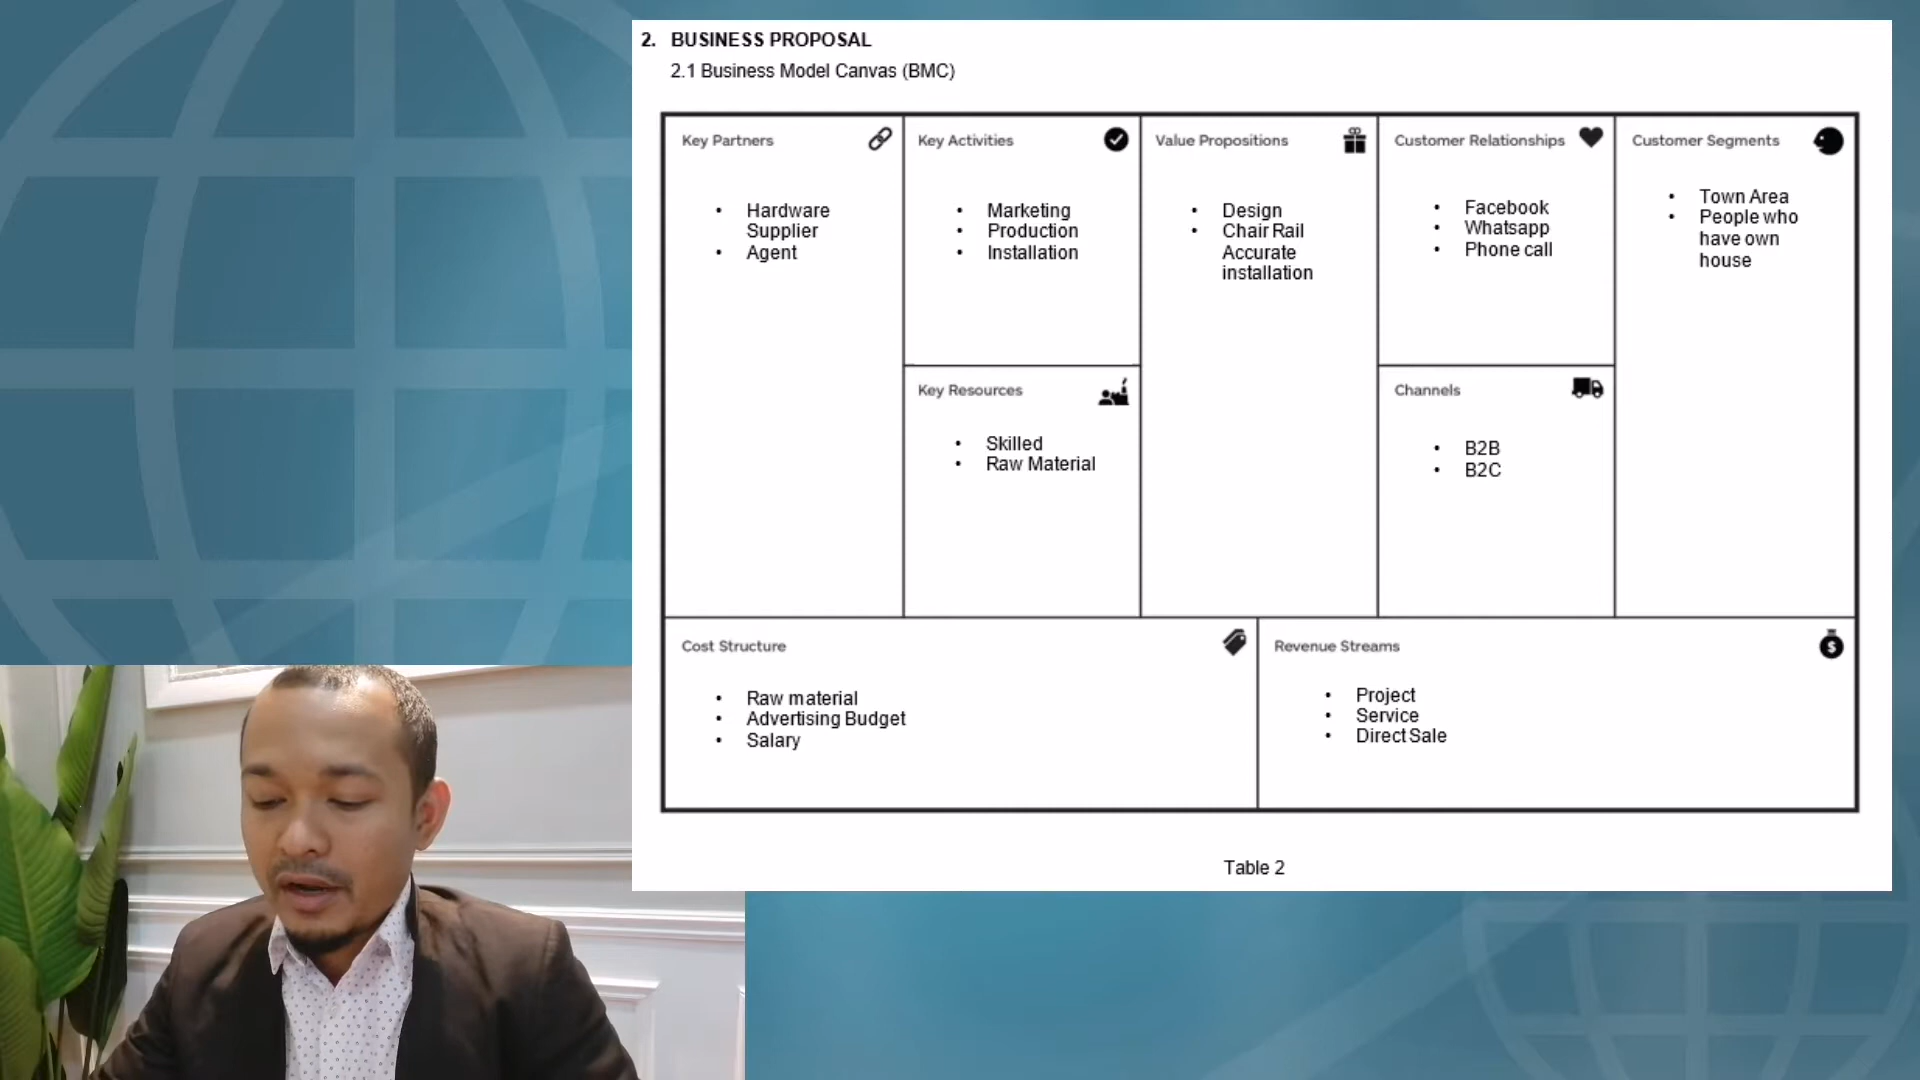 2. BUSINESS PROPOSAL
2.1 Business Model Canvas (BMC)
Key Partners
• Hardware
Supplier
• Agent
Key Activities
• Marketing
• Production
• Installation
Key Resources
• Skilled
• Raw Material
Value Propositions
• Design
• Chair Rail
Accurate
installation
Customer Relationships
• Facebook
• Whatsapp
• Phone call
Channels
• B2B
• B2C
Customer Segments
• Town Area
• People who
have own
house
Cost Structure
• Raw material
• Advertising Budget
• Salary
Revenue Streams
$
• Project
• Service
• Direct Sale
Table 2